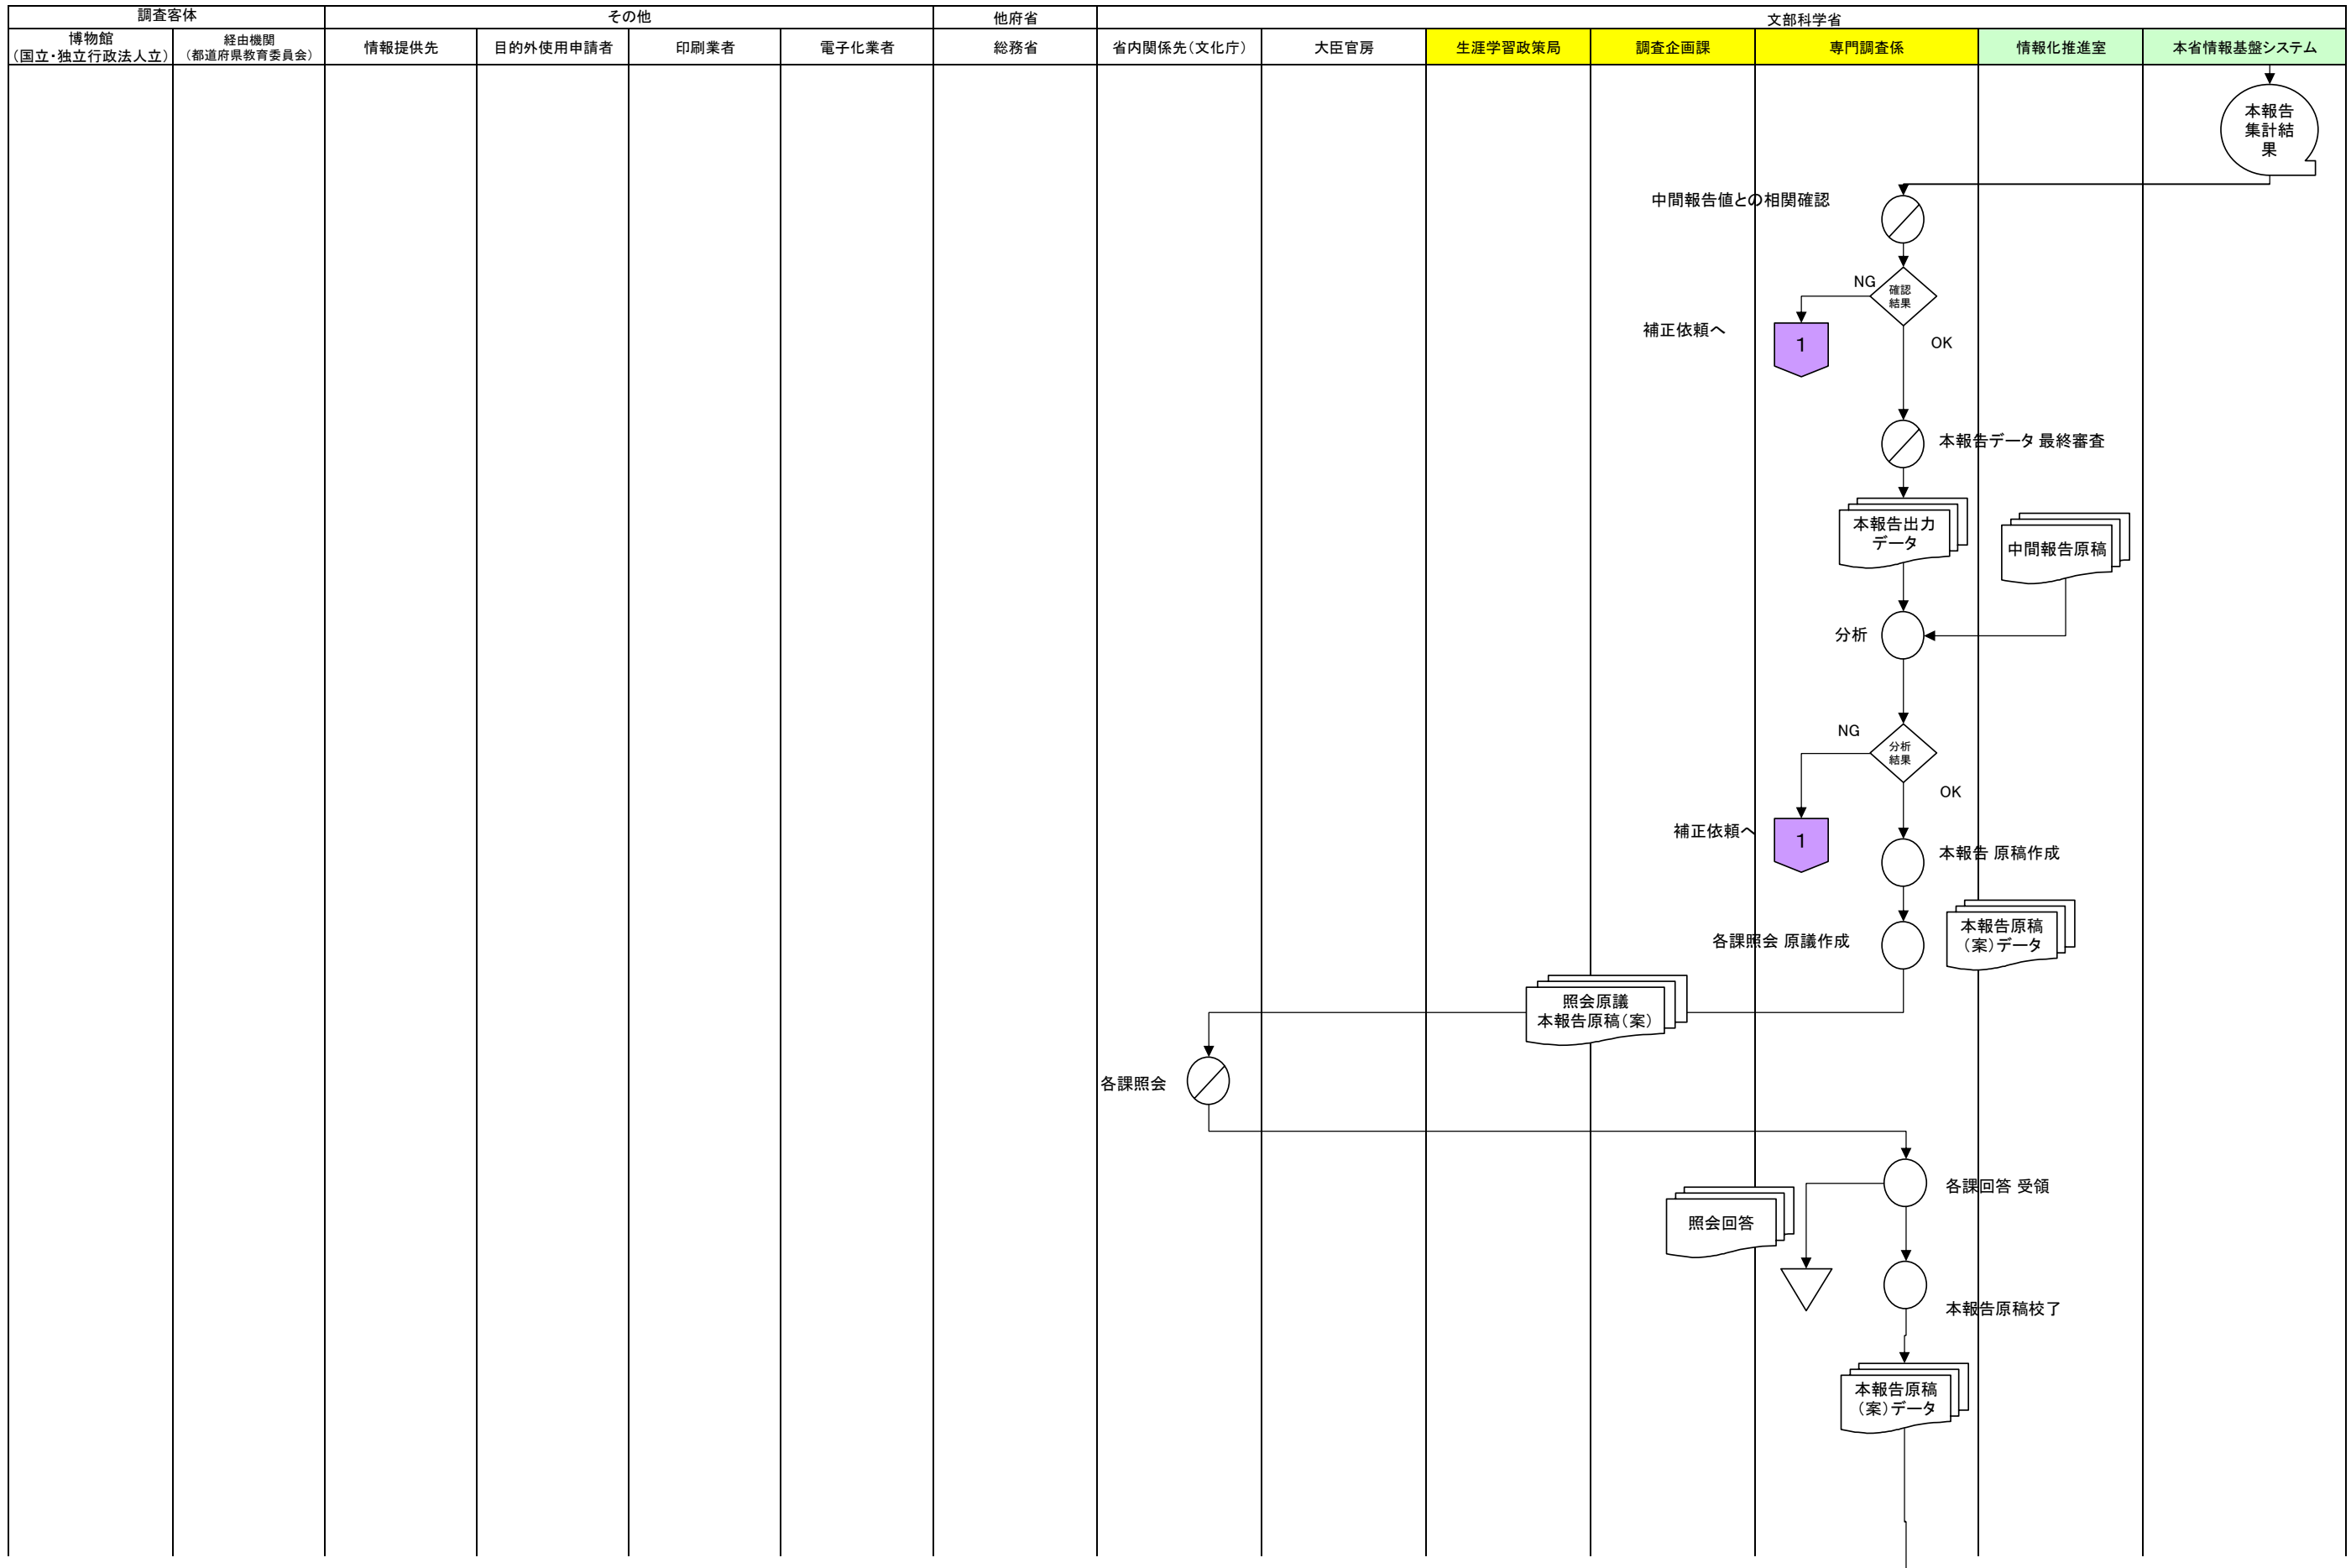 調査客体
その他
他府省
文部科学省
博物館
（国立・独立行政法人立）
経由機関
（都道府県教育委員会）
情報提供先
目的外使用申請者
印刷業者
電子化業者
総務省
省内関係先（文化庁）
大臣官房
生涯学習政策局
調査企画課
専門調査係
情報化推進室
本省情報基盤システム
本報告
集計結
果
中間報告値との相関確認
NG
確認
結果
補正依頼へ
1
OK
本報告データ 最終審査
本報告出力
データ
中間報告原稿
分析
NG
分析
結果
OK
補正依頼へ
1
本報告 原稿作成
各課照会 原議作成
本報告原稿
（案）データ
照会原議
本報告原稿（案）
各課照会
各課回答 受領
照会回答
本報告原稿校了
本報告原稿
（案）データ